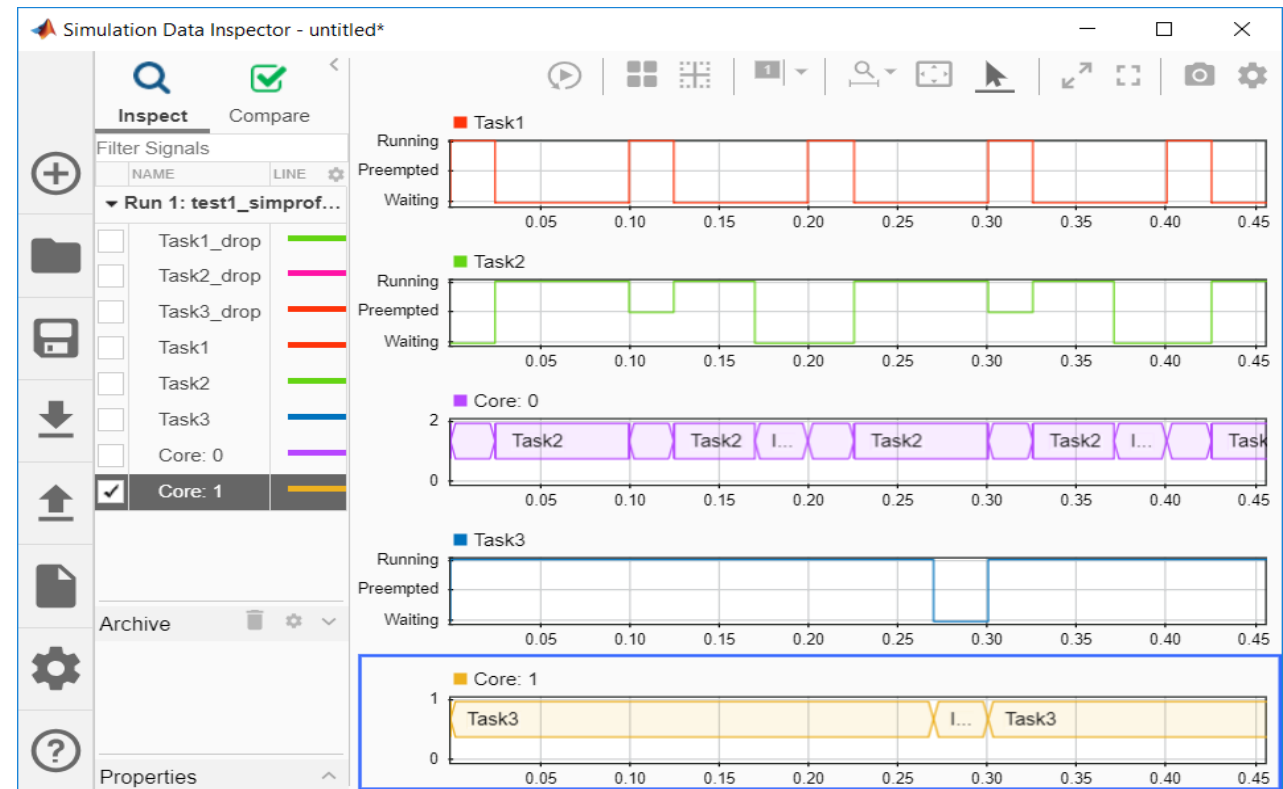 Simulation Data Inspector - untitled*
Inspect Compare
Filter Signals
NAME LINE
Run 1: test1_simprof...
Task1_drop
Task2_drop
Task3_drop
Task1
Task2
Task3
Core: 0
Core: 1
Archive
Properties
1
Task1
Running
Preempted
Waiting
0.05 0.10 0.15 0.20 0.25 0.30 0.35 0.40 0.45
Task2
Running
Preempted
Waiting
0.05 0.10 0.15 0.20 0.25 0.30 0.35 0.40 0.45
Core: 0
2
Task2 Task2 I... Task2 Task2 I... Task
0
0.05 0.10 0.15 0.20 0.25 0.30 0.35 0.40 0.45
Task3
Running
Preempted
Waiting
0.05 0.10 0.15 0.20 0.25 0.30 0.35 0.40 0.45
Core: 1
1
Task3 I... Task3
0
0.05 0.10 0.15 0.20 0.25 0.30 0.35 0.40 0.45